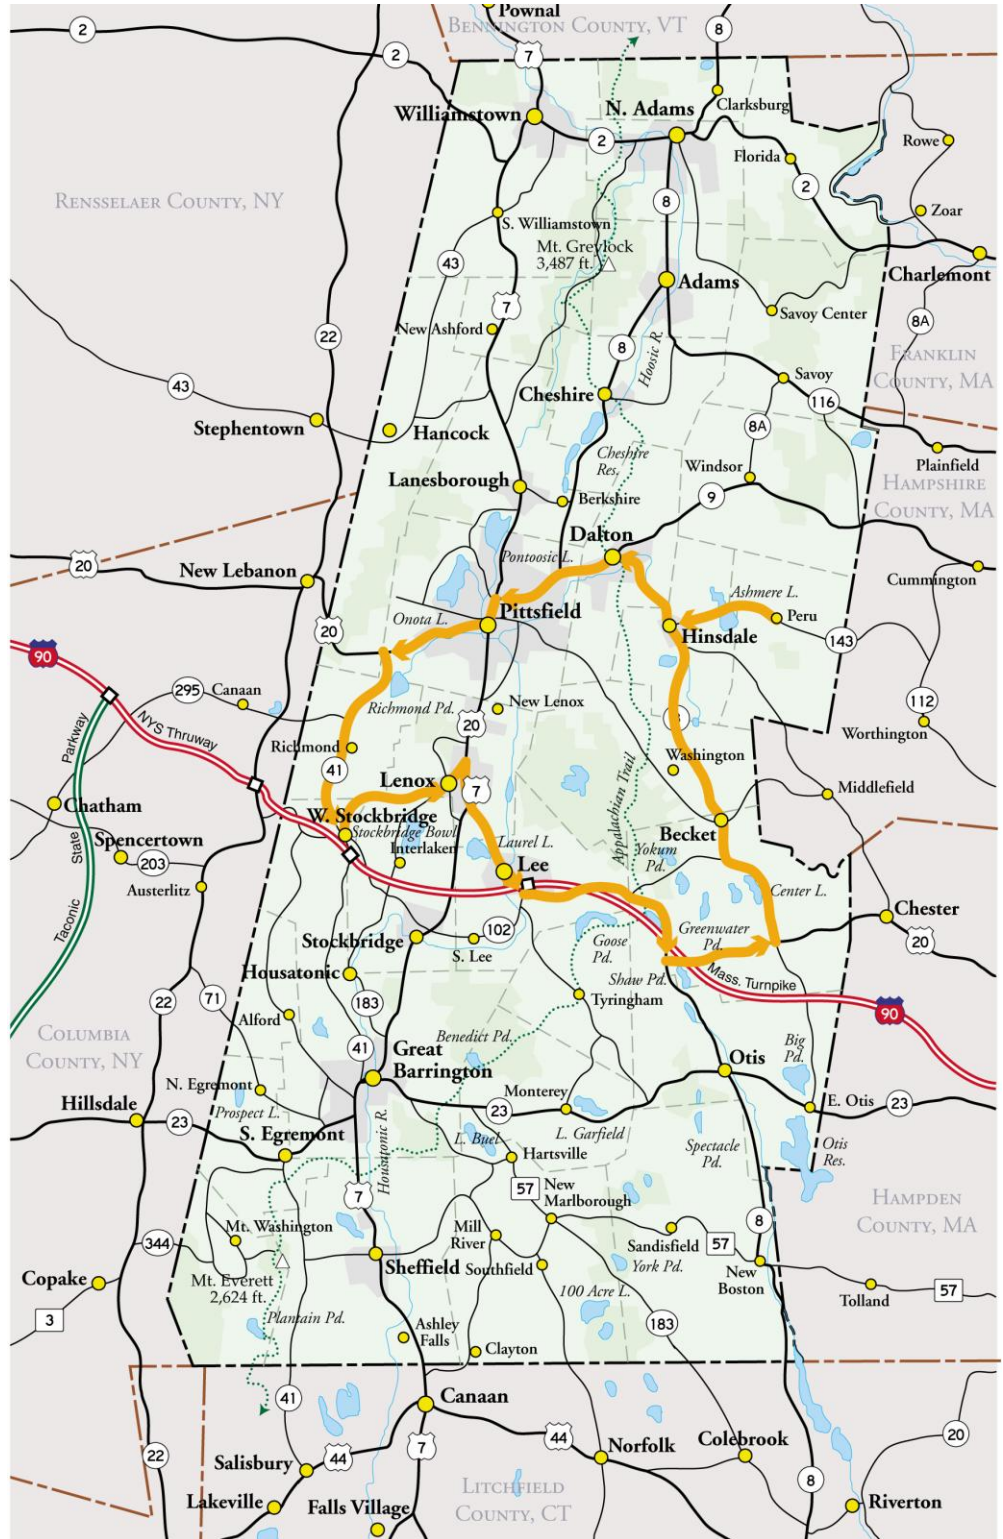 Pownal
BENNINGTON COUNTY, VT
2
7
8
2
Clarksburg
Williamstown
N. Adams
2
Rowe
Florida
2
RENSSELAER COUNTY, NY
8
Zoar
S. Williamstown
Mt. Greylock
3,487 ft.
43
Charlemont
Adams
7
Savoy Center
8A
22
New Ashford
8
Hoosic R.
FRANKLIN
COUNTY, MA
43
Savoy
Cheshire
116
Stephentown
Hancock
8A
Cheshire
Res.
Plainfield
Windsor
Lanesborough
HAMPSHIRE
COUNTY, MA
Berkshire
9
Dalton
20
New Lebanon
Pontoosic L.
Cummington
Ashmere L.
Onota L.
Pittsfield
Peru
20
Hinsdale
143
90
295
Canaan
Richmond Pd.
New Lenox
112
Parkway
NYS Thruway
20
Worthington
Richmond
Washington
41
Lenox
7
Appalachian Trail
Middlefield
Chatham
W. Stockbridge
Becket
State
Spencertown
Stockbridge Bowl
Interlaken
Laurel L.
Yokum
Pd.
203
Lee
Austerlitz
Center L.
Taconic
Chester
Stockbridge
102
Greenwater
Pd.
20
S. Lee
Goose
Pd.
Housatonic
Shaw Pd.
Mass. Turnpike
22
71
183
Tyringham
90
Alford
COLUMBIA
COUNTY, NY
Benedict Pd.
41
Big
Pd.
Great
Barrington
Otis
N. Egremont
Monterey
Hillsdale
23
Prospect L.
23
E. Otis
23
S. Egremont
Housatonic R.
L. Buel
L. Garfield
Spectacle
Pd.
Otis
Res.
Hartsville
57
New
Marlborough
7
HAMPDEN
COUNTY, MA
344
Mt. Washington
Mill
River
Sandisfield
57
8
Copake
Mt. Everett
2,624 ft.
Sheffield
Southfield
York Pd.
New
Boston
Tolland
57
3
Plantain Pd.
100 Acre L.
Ashley
Falls
183
Clayton
41
Canaan
22
7
44
Norfolk
Colebrook
20
Salisbury
44
8
Lakeville
Falls Village
LITCHFIELD
COUNTY, CT
Riverton